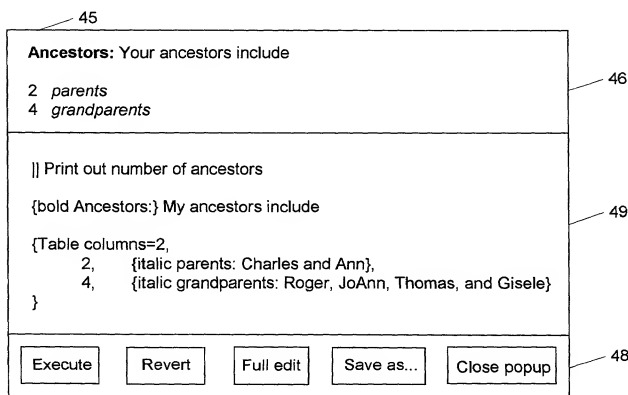 45
Ancestors: Your ancestors include
46
2 parents
4 grandparents
|| Print out number of ancestors
{bold Ancestors:} My ancestors include
49
{Table columns=2,
2, {italic parents: Charles and Ann},
4, {italic grandparents: Roger, JoAnn, Thomas, and Gisele}
}
Execute Revert Full edit Save as... Close popup
48